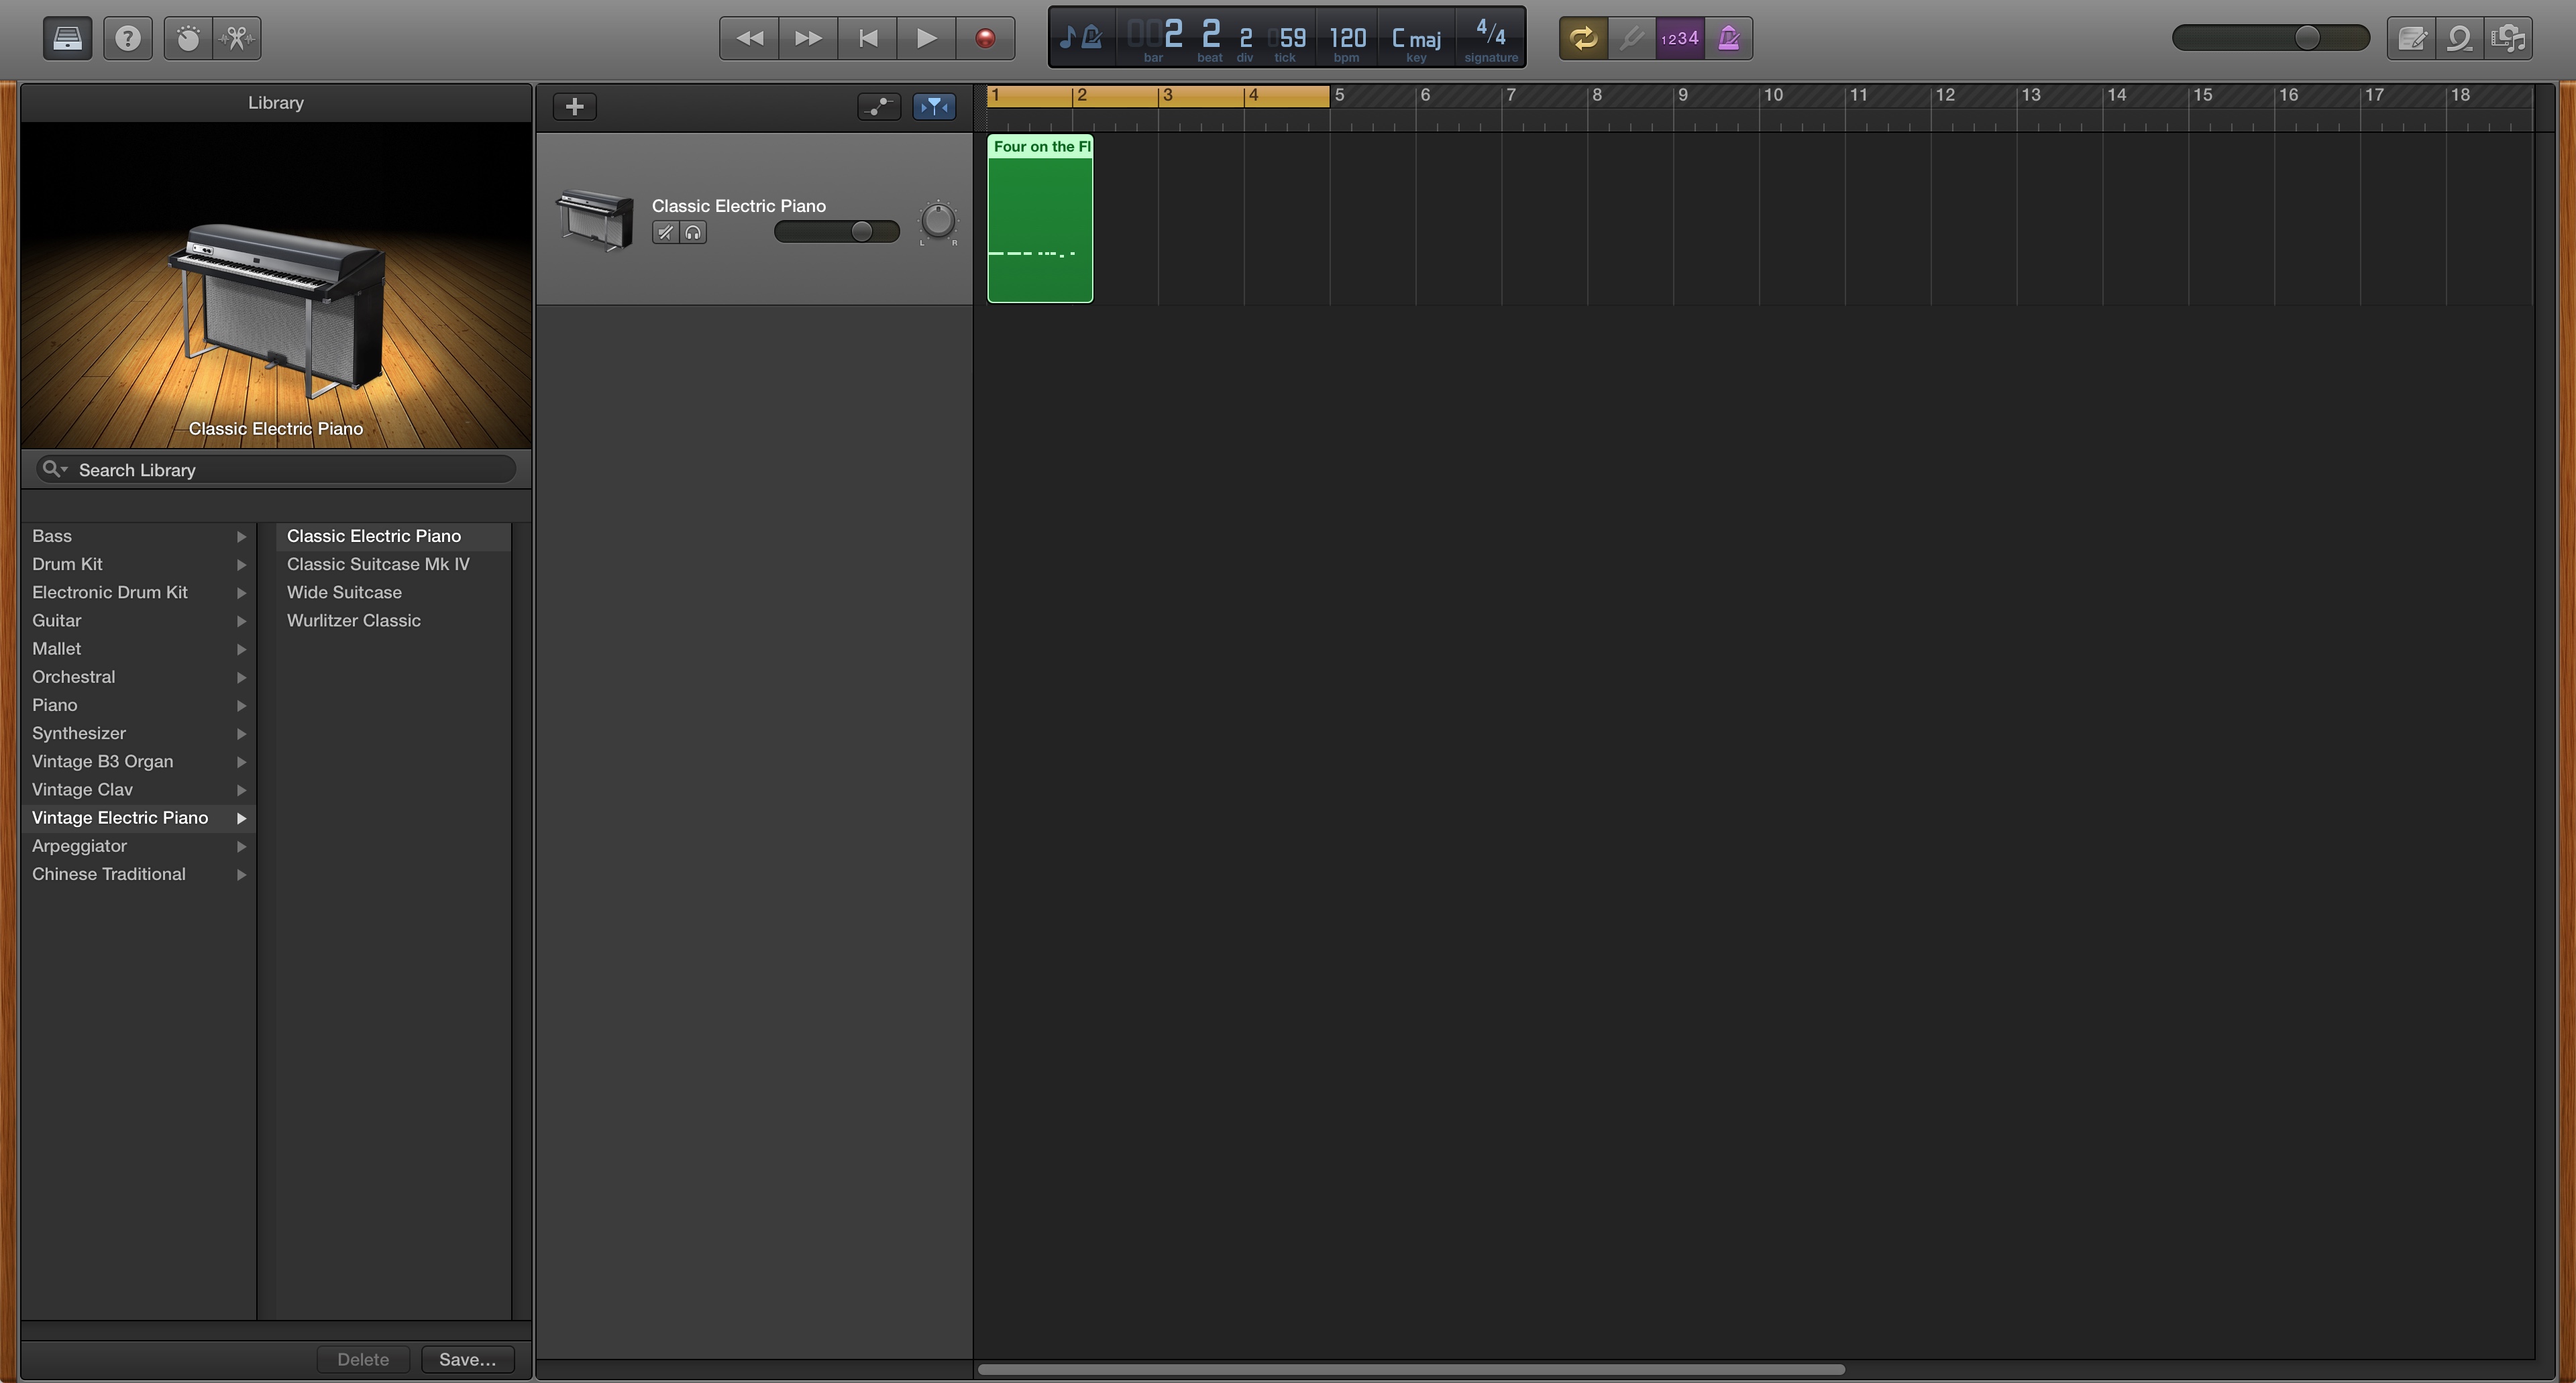 2 2 2 59 120 C maj 4/4
bar beat div tick bpm key signature
1234
Library
1 2 3 4 5 6 7 8 9 10 11 12 13 14 15 16 17 18
Four on the Fl
Classic Electric Piano
L R
Classic Electric Piano
Search Library
Bass
Drum Kit
Electronic Drum Kit
Guitar
Mallet
Orchestral
Piano
Synthesizer
Vintage B3 Organ
Vintage Clav
Vintage Electric Piano
Arpeggiator
Chinese Traditional
Classic Electric Piano
Classic Suitcase Mk IV
Wide Suitcase
Wurlitzer Classic
Delete
Save...